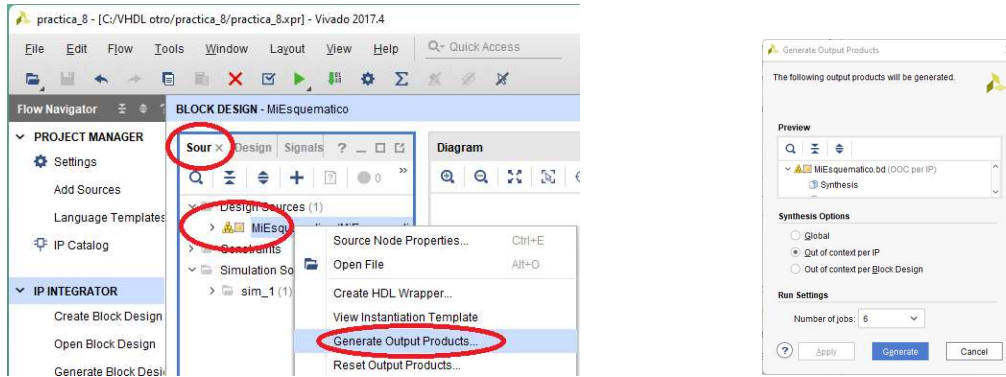 practica_8 - [C:/VHDL otro/practica_8/practica_8.xpr] - Vivado 2017.4
File Edit Flow Tools Window Layout View Help Q- Quick Access
Flow Navigator
BLOCK DESIGN - MiEsquematico
PROJECT MANAGER
Settings
Add Sources
Language Templates
IP Catalog
IP INTEGRATOR
Create Block Design
Open Block Design
Generate Block
Sour × Design Signals ? _
Diagram
0
Design Sources (1)
Constraints
Simulation So
sim_1 (1)
Source Node Properties... Ctrl+E
Open File Alt+O
Create HDL Wrapper...
View Instantiation Template
Generate Output Products...
Reset Output Products...
Generate Output Products
The following output products will be generated.
Preview
MiEsquematico.bd (OOC per IP)
Synthesis
Synthesis Options
Global
Out of context per IP
Out of context per Block Design
Run Settings
Number of jobs: 6
? Apply Generate Cancel